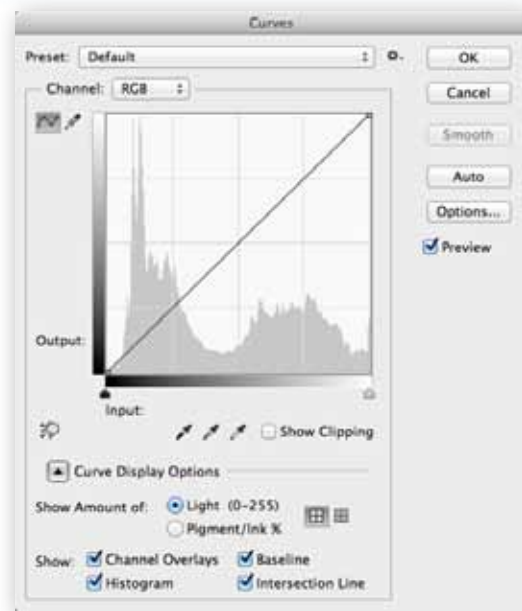 Curves
Preset: Default
OK
Channel: RGB
Cancel
Smooth
Auto
Options...
Preview
Output:
Input:
Show Clipping
Curve Display Options
Show Amount of: Light (0-255)
Pigment/Ink %
Show: Channel Overlays Baseline
Histogram Intersection Line